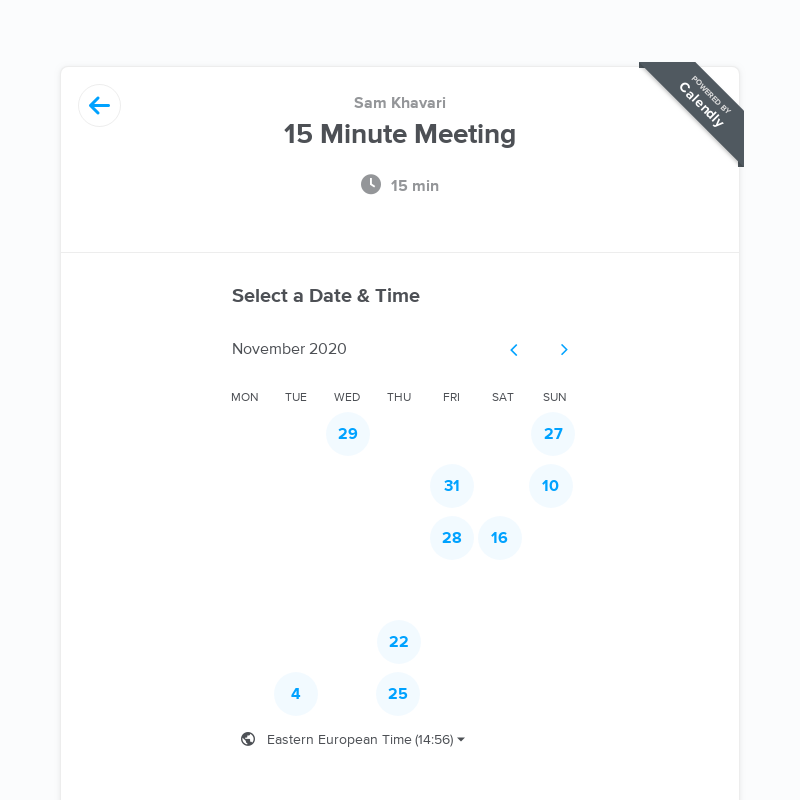 POWERED BY
Calendly
Sam Khavari
15 Minute Meeting
15 min
Select a Date & Time
November 2020
MON TUE WED THU FRI SAT SUN
29 27
31 10
28 16
22
4 25
Eastern European Time (14:56)